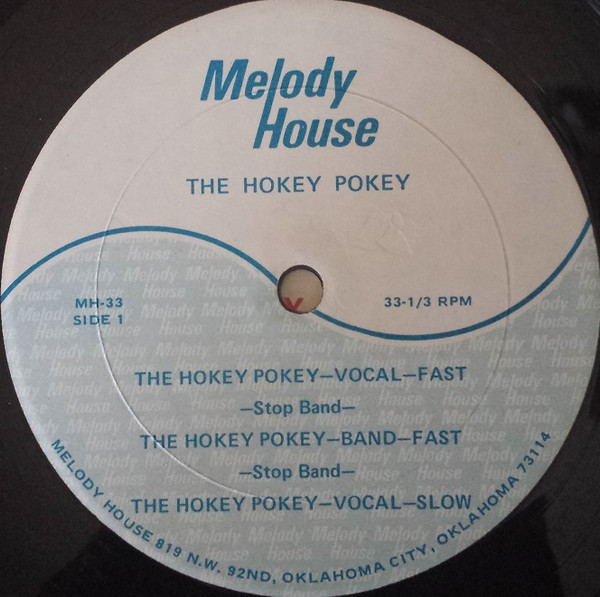 Melody
House
THE HOKEY POKEY
MH-33
SIDE 1
33-1/3 RPM
THE HOKEY POKEY—VOCAL—FAST
—Stop Band—
THE HOKEY POKEY—BAND—FAST
—Stop Band—
THE HOKEY POKEY—VOCAL—SLOW
MELODY HOUSE 819 N.W. 92ND, OKLAHOMA CITY, OKLAHOMA 73114